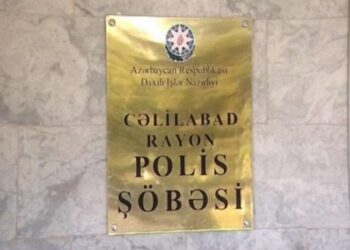 Azərbaycan Respublikası
Daxili İşlər Nazirliyi
CƏLİLABAD
RAYON
POLİS
ŞÖBƏSİ